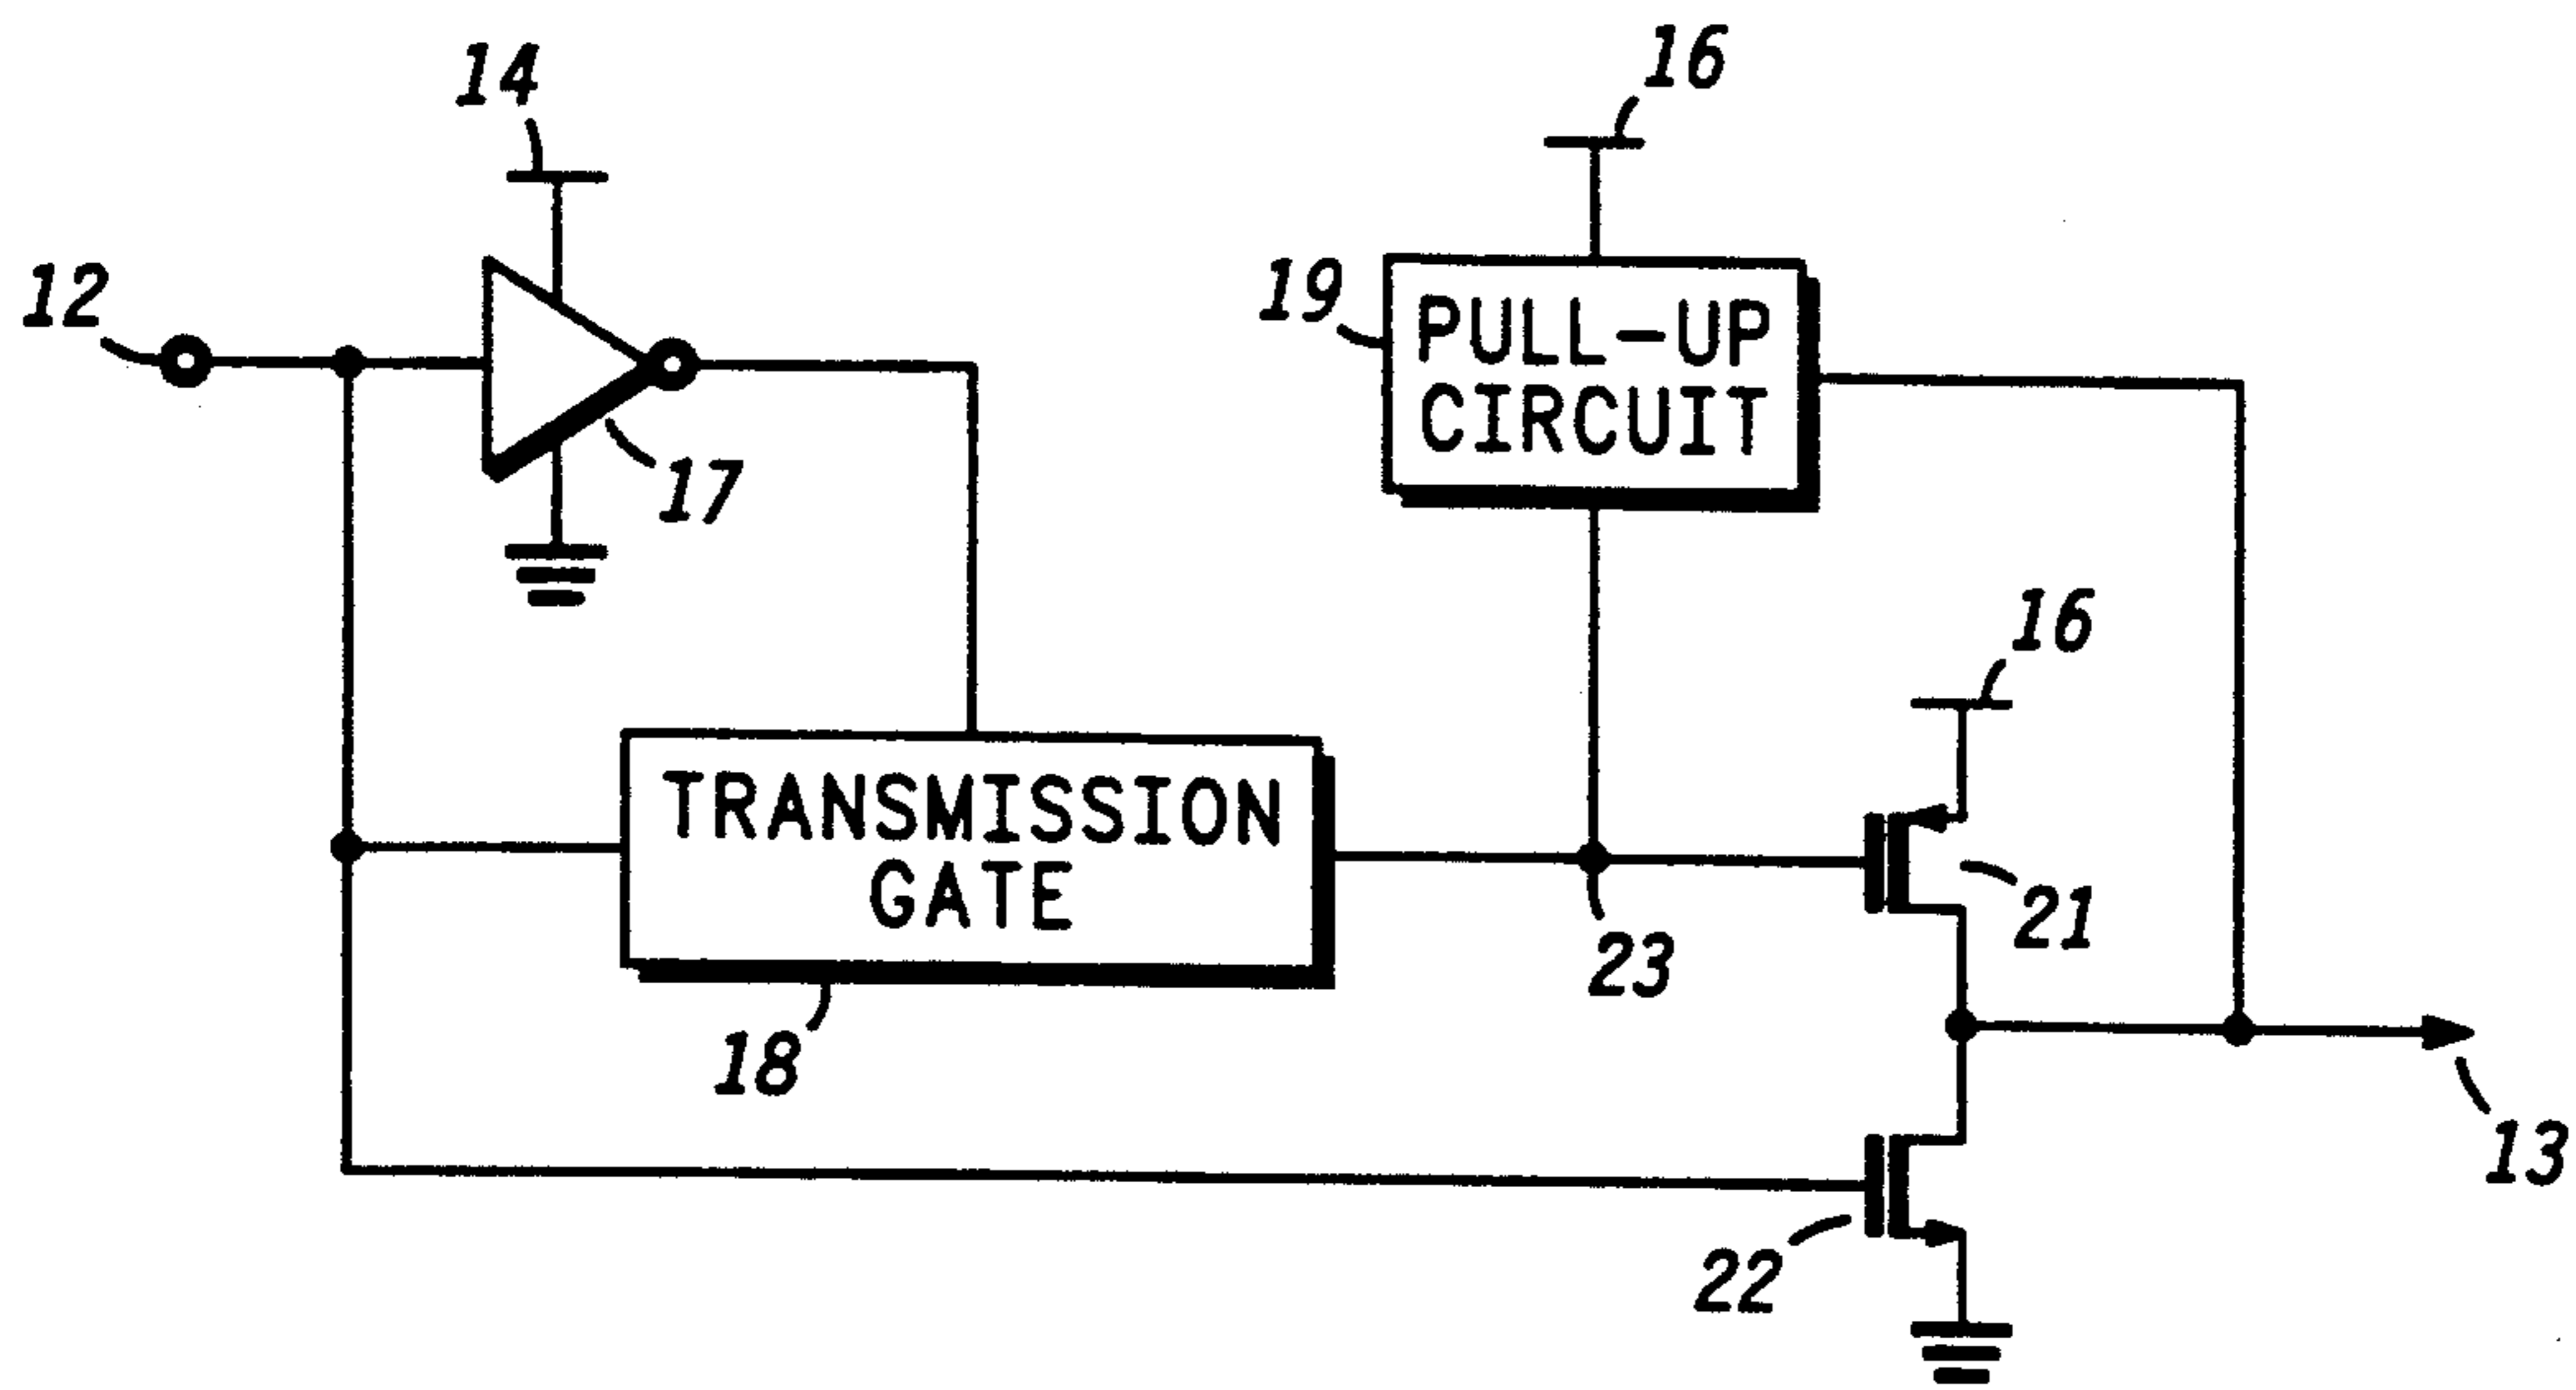 14
16
12
19
PULL-UP
CIRCUIT
17
16
TRANSMISSION
GATE
21
23
18
13
22